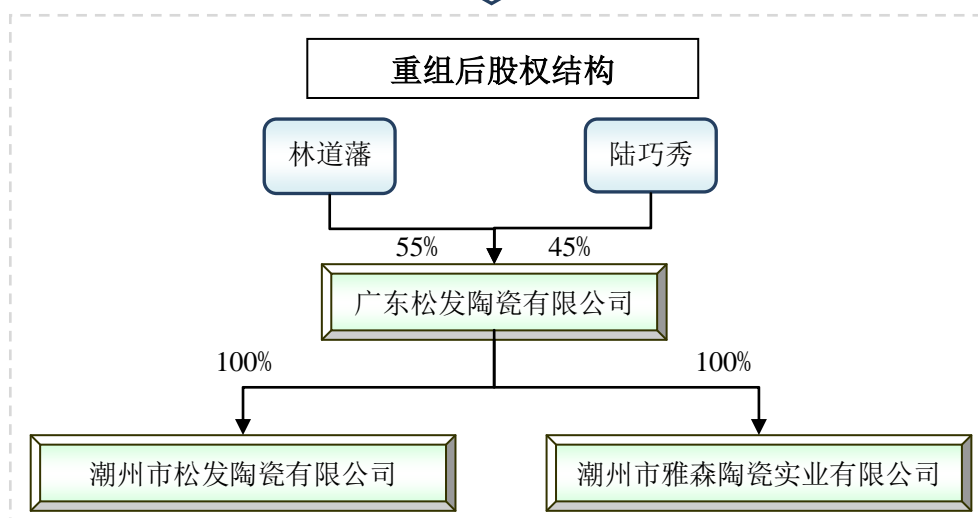 重组后股权结构
林道藩
陆巧秀
55%
45%
广东松发陶瓷有限公司
100%
100%
潮州市松发陶瓷有限公司
潮州市雅森陶瓷实业有限公司